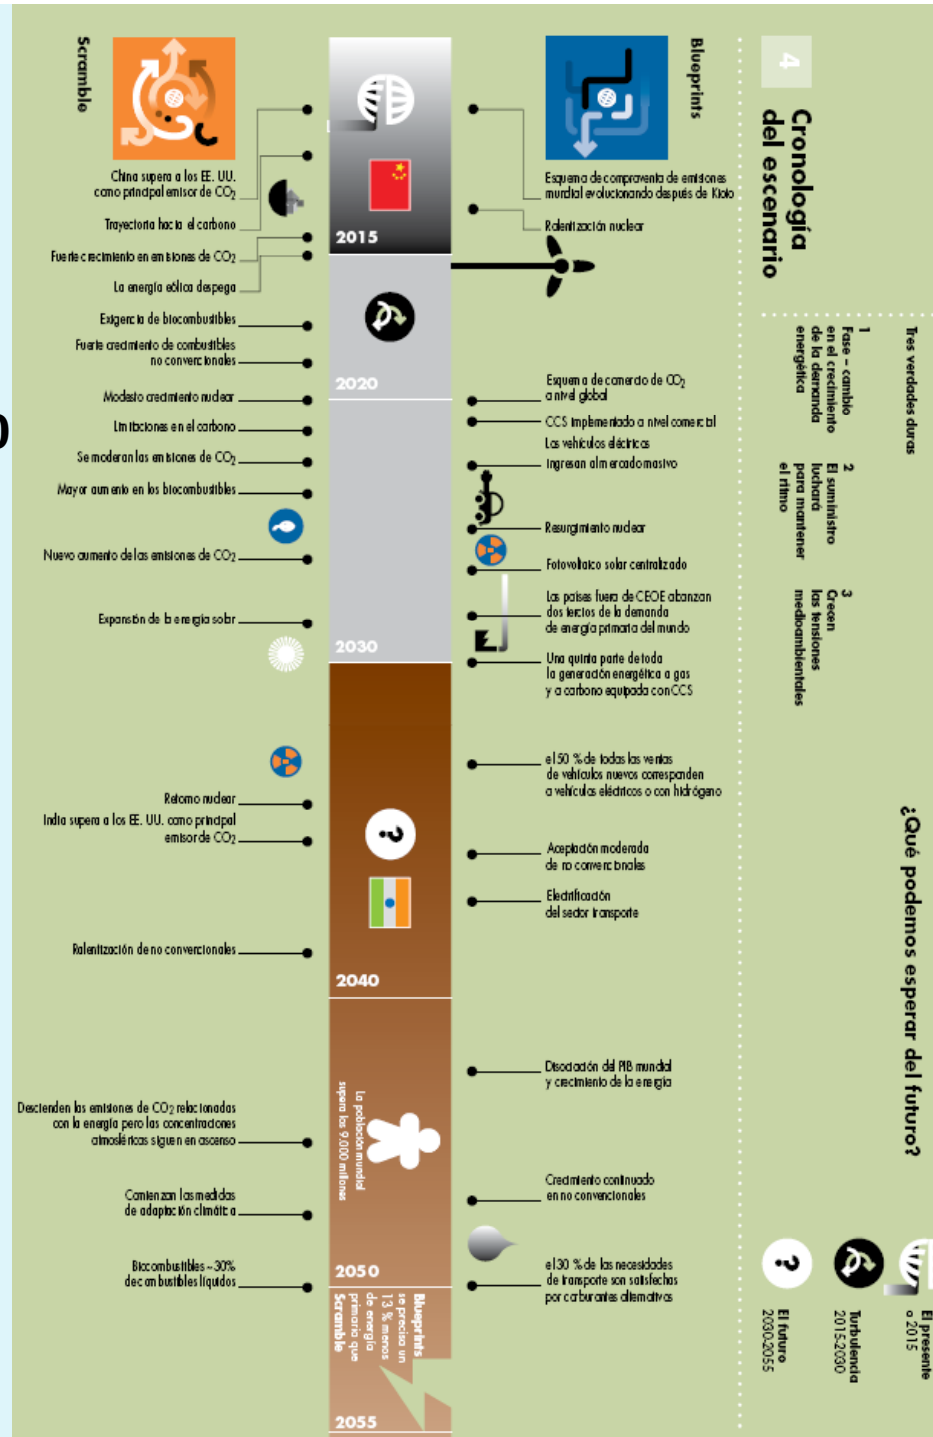 4
Cronología
del escenario
Tres verdades duras
1
Fase – cambio
en el crecimiento
de la demanda
energética
2
El suministro
luchará
para mantener
el ritmo
3
Crecen
las tensiones
medioambientales
¿Qué podemos esperar del futuro?
El presente
a 2015
Turbulencia
2015-2030
El futuro
2030-2055
Scramble
China supera a los EE. UU.
como principal emisor de CO2
Trayectoria hacia el carbono
Fuerte crecimiento en emisiones de CO2
La energía eólica despega
Exigencia de biocombustibles
Fuerte crecimiento de combustibles
no convencionales
Modesto crecimiento nuclear
Limitaciones en el carbono
Se moderan las emisiones de CO2
Mayor aumento en los biocombustibles
Nuevo aumento de las emisiones de CO2
Expansión de la energía solar
Retorno nuclear
India supera a los EE. UU. como principal
emisor de CO2
Ralentización de no convencionales
Descienden las emisiones de CO2 relacionadas
con la energía pero las concentraciones
atmosféricas siguen en ascenso
Comienzan las medidas
de adaptación climática
Biocombustibles ~30%
de combustibles líquidos
2015
2020
2030
?
2040
La población mundial
supera los 9.000 millones
2050
Blueprints
se precisa un
13 % menos
de energía
primaria que
Scramble
2055
Blueprints
Esquema de compraventa de emisiones
mundial evolucionando después de Kioto
Ralentización nuclear
Esquema de comercio de CO2
a nivel global
CCS implementado a nivel comercial
Los vehículos eléctricos
ingresan al mercado masivo
Resurgimiento nuclear
Fotovoltaico solar centralizado
Los países fuera de CEOE abanzan
dos tercios de la demanda
de energía primaria del mundo
Una quinta parte de toda
la generación energética a gas
y a carbono equipada con CCS
el 50 % de todas las ventas
de vehículos nuevos corresponden
a vehículos eléctricos o con hidrógeno
Aceptación moderada
de no convencionales
Electrificación
del sector transporte
Disociación del PIB mundial
y crecimiento de la energía
Crecimiento continuado
en no convencionales
el 30 % de las necesidades
de transporte son satisfechas
por carburantes alternativos
?
0